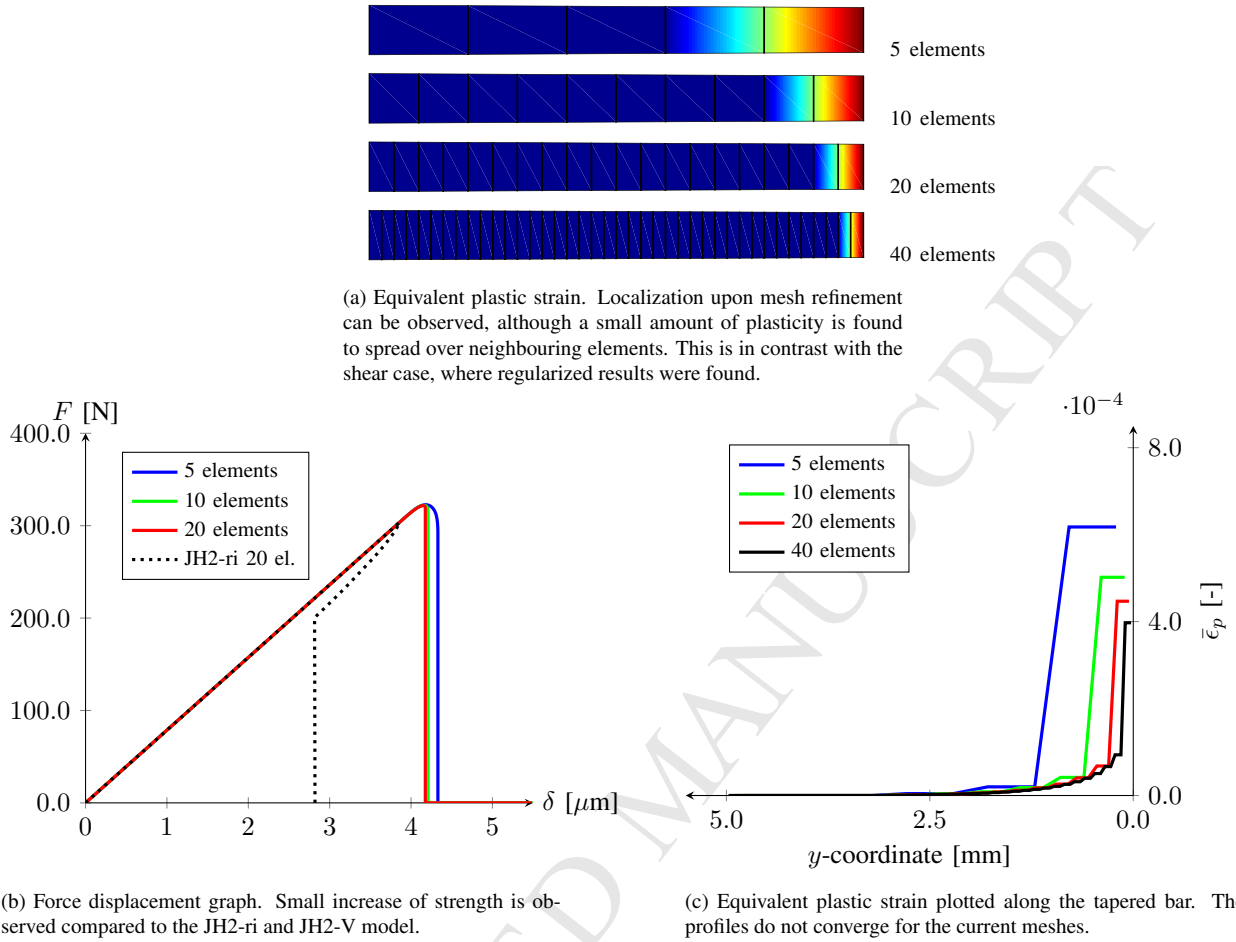 5 elements
10 elements
20 elements
40 elements
(a) Equivalent plastic strain. Localization upon mesh refinement
can be observed, although a small amount of plasticity is found
to spread over neighbouring elements. This is in contrast with the
shear case, where regularized results were found.
F [N]
400.0
300.0
200.0
100.0
0.0
0
1
2
3
4
5
δ [μm]
5 elements
10 elements
20 elements
JH2-ri 20 el.
(b) Force displacement graph. Small increase of strength is ob-
served compared to the JH2-ri and JH2-V model.
·10⁻⁴
8.0
4.0
0.0
ε̄ₚ [-]
5 elements
10 elements
20 elements
40 elements
5.0
2.5
0.0
y-coordinate [mm]
(c) Equivalent plastic strain plotted along the tapered bar. Th
profiles do not converge for the current meshes.
ED MANUSCRIPT